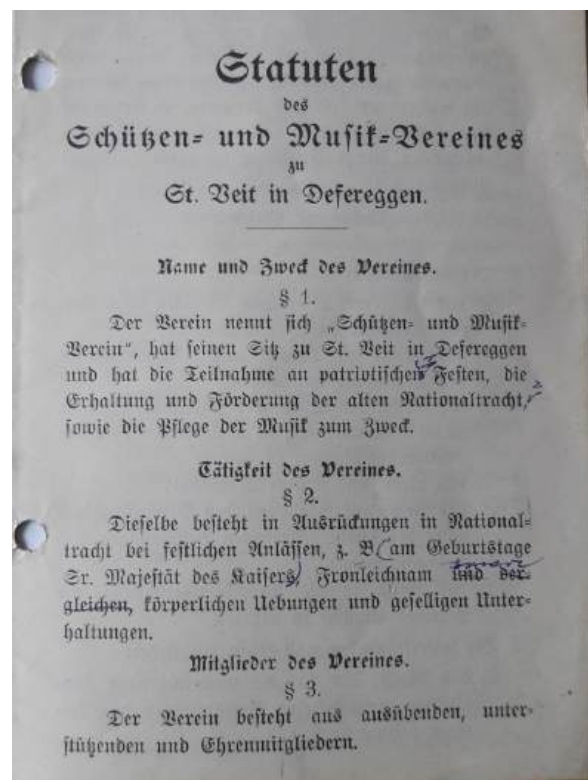 Statuten
des
Schützen- und Musik-Vereines
zu
St. Veit in Defereggen.
Name und Zweck des Vereines.
§ 1.
Der Verein nennt sich „Schützen- und Musik-
Verein“, hat seinen Sitz zu St. Veit in Defereggen
und hat die Teilnahme an patriotischen Festen, die
Erhaltung und Förderung der alten Nationaltracht,
sowie die Pflege der Musik zum Zweck.
Tätigkeit des Vereines.
§ 2.
Dieselbe besteht in Ausrückungen in National-
tracht bei festlichen Anlässen, z. B. am Geburtstage
Sr. Majestät des Kaisers, Fronleichnam und der-
gleichen, körperlichen Uebungen und geselligen Unter-
haltungen.
Mitglieder des Vereines.
§ 3.
Der Verein besteht aus ausübenden, unter-
stützenden und Ehrenmitgliedern.